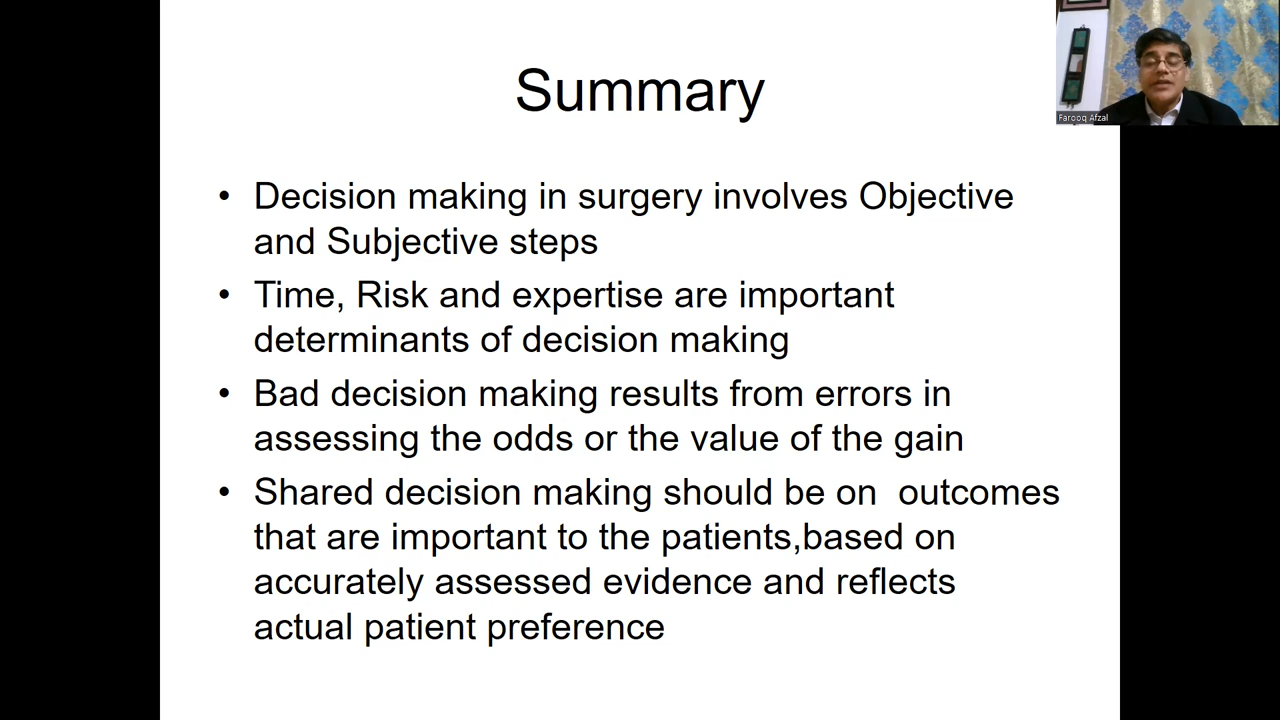 Summary
• Decision making in surgery involves Objective
and Subjective steps
• Time, Risk and expertise are important
determinants of decision making
• Bad decision making results from errors in
assessing the odds or the value of the gain
• Shared decision making should be on  outcomes
that are important to the patients,based on
accurately assessed evidence and reflects
actual patient preference
Farooq Afzal